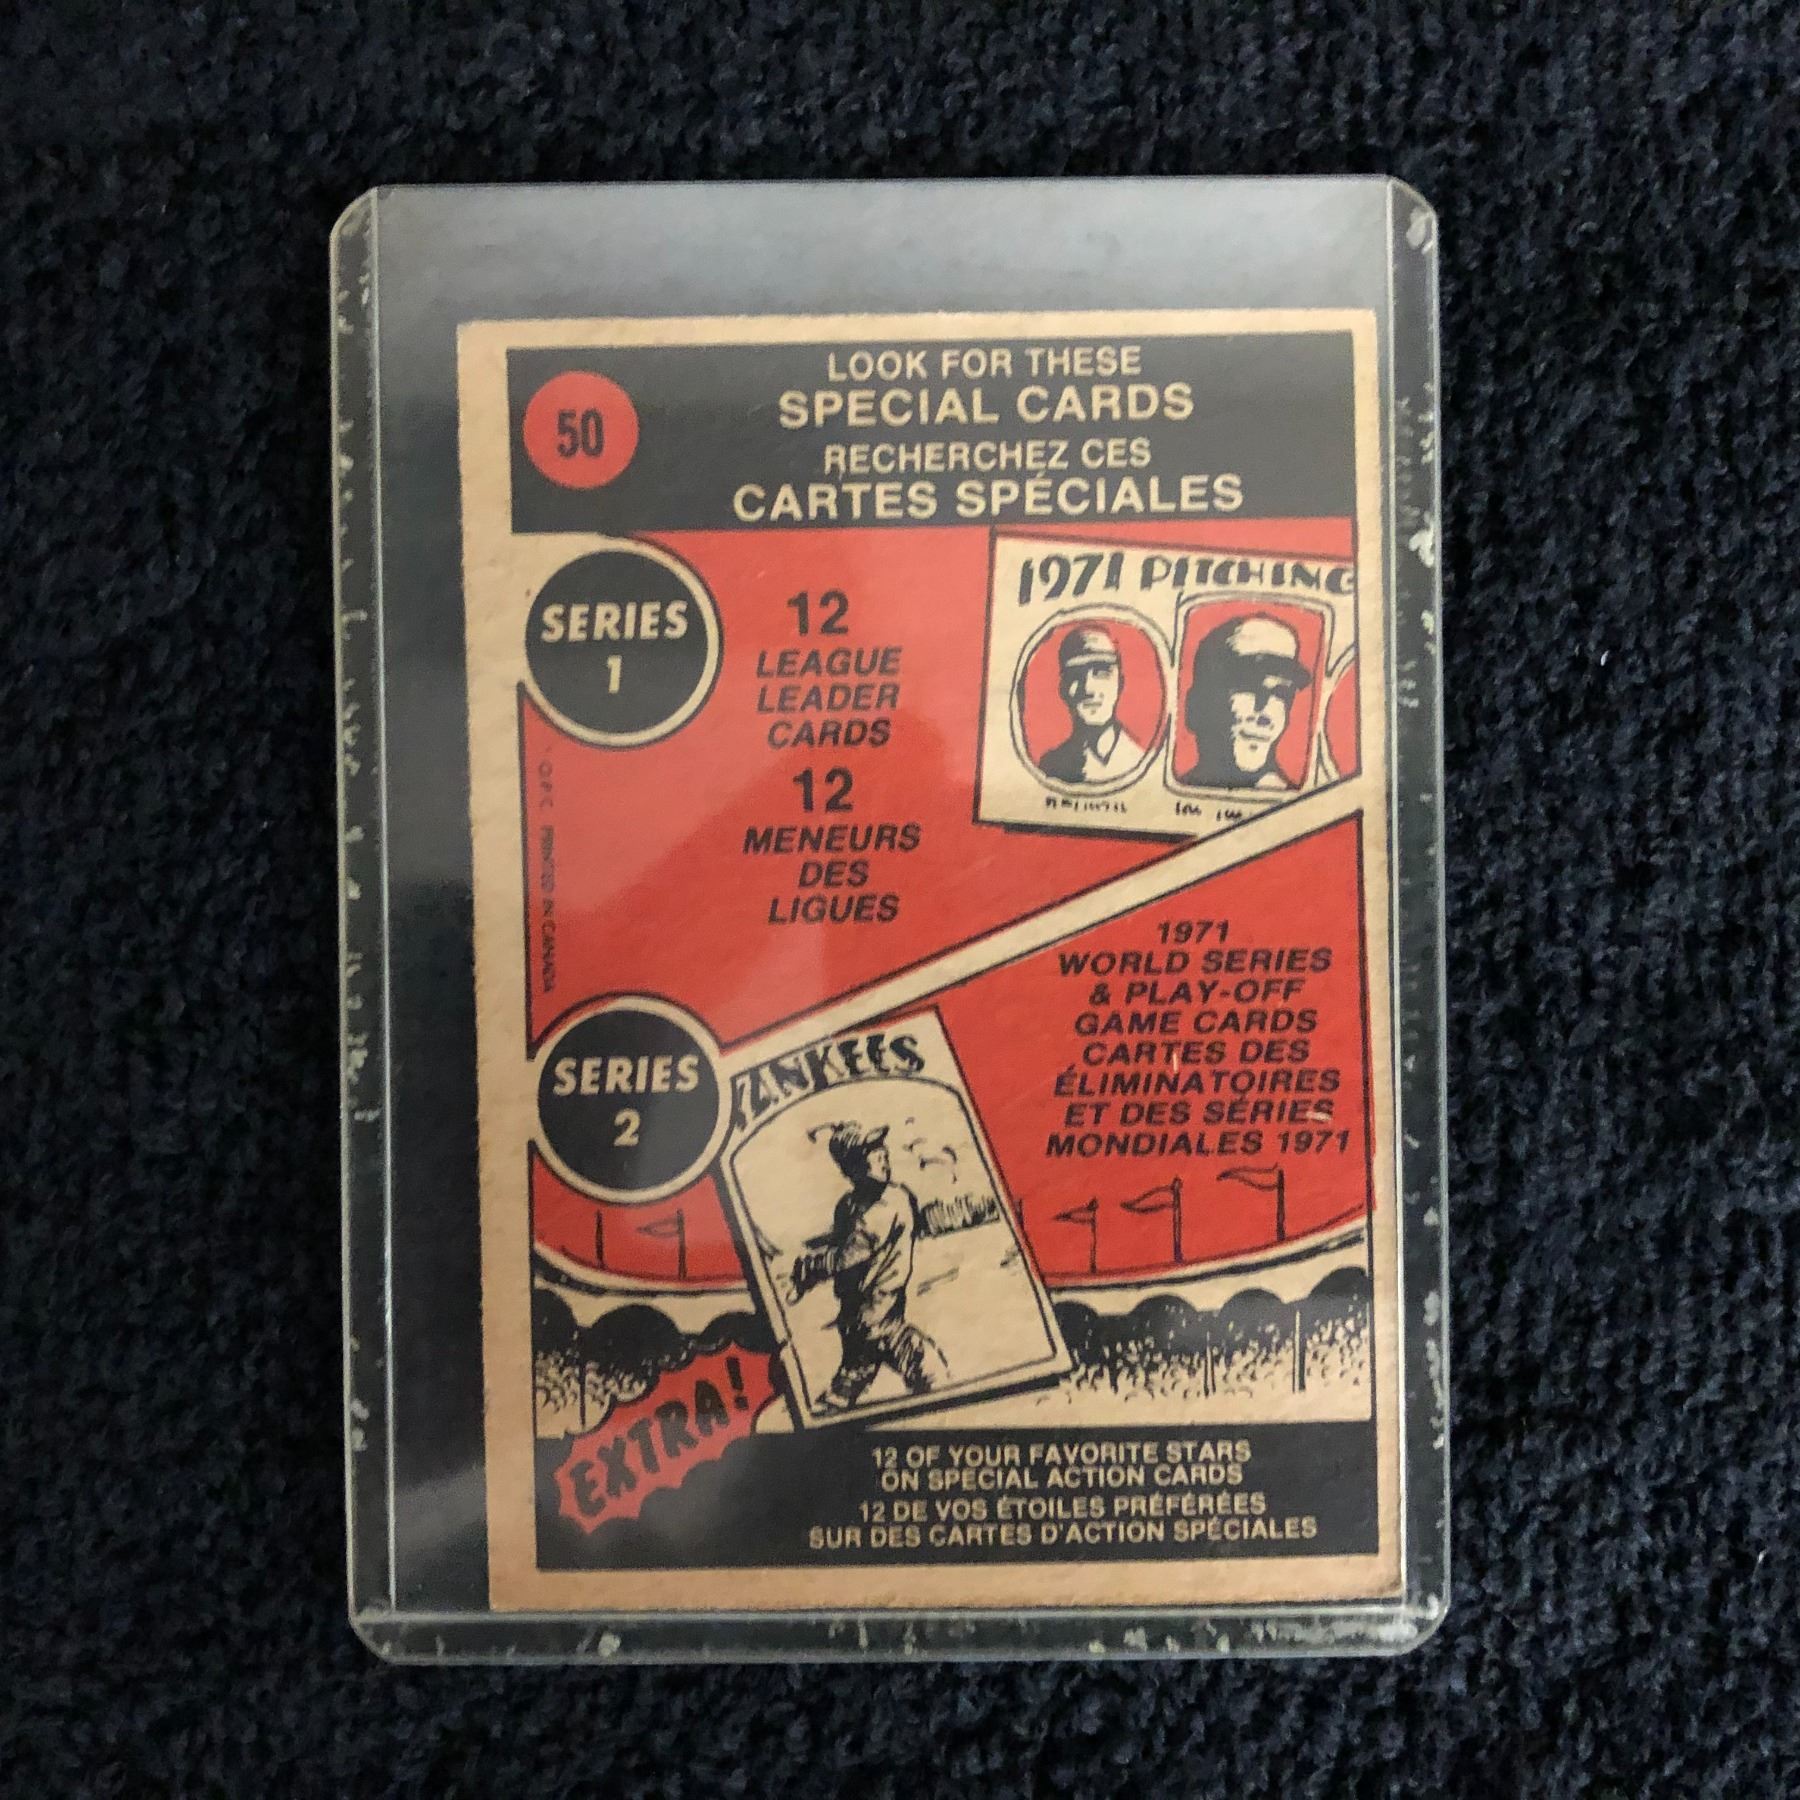 50
LOOK FOR THESE
SPECIAL CARDS
RECHERCHEZ CES
CARTES SPÉCIALES
SERIES
1
12
LEAGUE
LEADER
CARDS
12
MENEURS
DES
LIGUES
1971 PITCHING
O.P.C. PRINTED IN CANADA
SERIES
2
YANKEES
1971
WORLD SERIES
& PLAY-OFF
GAME CARDS
CARTES DES
ÉLIMINATOIRES
ET DES SÉRIES
MONDIALES 1971
EXTRA!
12 OF YOUR FAVORITE STARS
ON SPECIAL ACTION CARDS
12 DE VOS ÉTOILES PRÉFÉRÉES
SUR DES CARTES D'ACTION SPÉCIALES